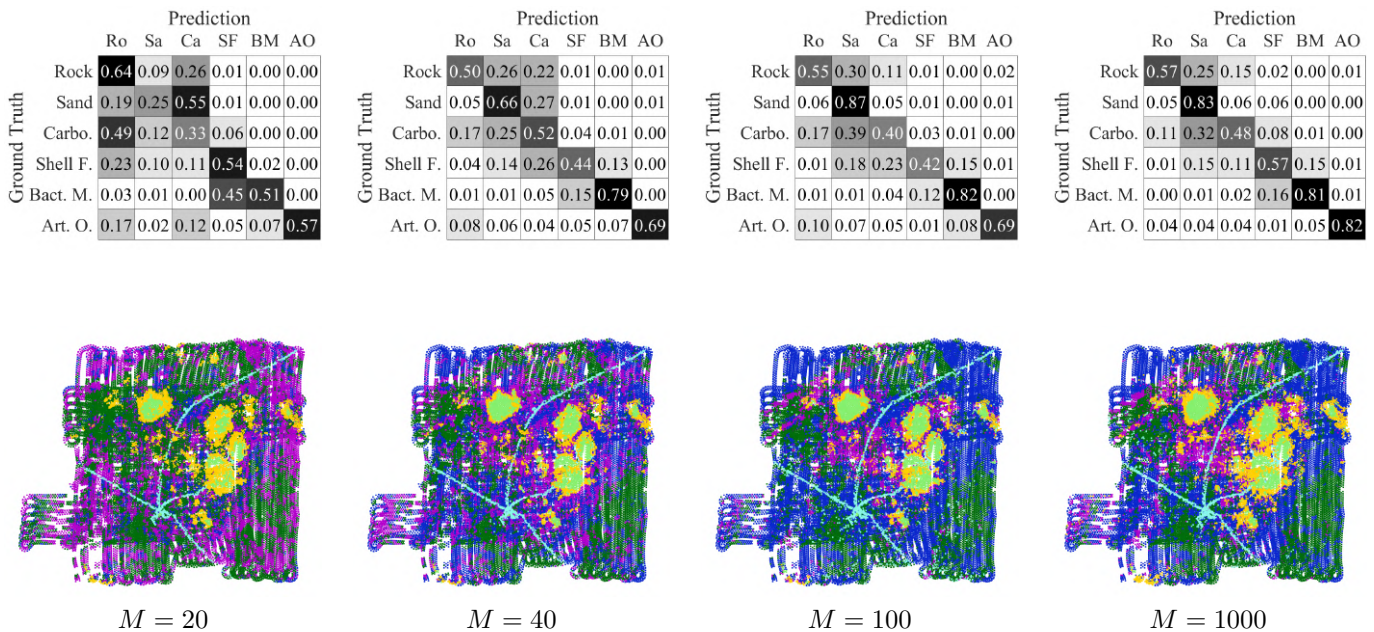 Prediction
Ro Sa Ca SF BM AO
Ground Truth
Rock 0.64 0.09 0.26 0.01 0.00 0.00
Sand 0.19 0.25 0.55 0.01 0.00 0.00
Carbo. 0.49 0.12 0.33 0.06 0.00 0.00
Shell F. 0.23 0.10 0.11 0.54 0.02 0.00
Bact. M. 0.03 0.01 0.00 0.45 0.51 0.00
Art. O. 0.17 0.02 0.12 0.05 0.07 0.57
Prediction
Ro Sa Ca SF BM AO
Ground Truth
Rock 0.50 0.26 0.22 0.01 0.00 0.01
Sand 0.05 0.66 0.27 0.01 0.00 0.01
Carbo. 0.17 0.25 0.52 0.04 0.01 0.00
Shell F. 0.04 0.14 0.26 0.44 0.13 0.00
Bact. M. 0.01 0.01 0.05 0.15 0.79 0.00
Art. O. 0.08 0.06 0.04 0.05 0.07 0.69
Prediction
Ro Sa Ca SF BM AO
Ground Truth
Rock 0.55 0.30 0.11 0.01 0.00 0.02
Sand 0.06 0.87 0.05 0.01 0.00 0.01
Carbo. 0.17 0.39 0.40 0.03 0.01 0.00
Shell F. 0.01 0.18 0.23 0.42 0.15 0.01
Bact. M. 0.01 0.01 0.04 0.12 0.82 0.00
Art. O. 0.10 0.07 0.05 0.01 0.08 0.69
Prediction
Ro Sa Ca SF BM AO
Ground Truth
Rock 0.57 0.25 0.15 0.02 0.00 0.01
Sand 0.05 0.83 0.06 0.06 0.00 0.00
Carbo. 0.11 0.32 0.48 0.08 0.01 0.00
Shell F. 0.01 0.15 0.11 0.57 0.15 0.01
Bact. M. 0.00 0.01 0.02 0.16 0.81 0.01
Art. O. 0.04 0.04 0.04 0.01 0.05 0.82
M = 20
M = 40
M = 100
M = 1000